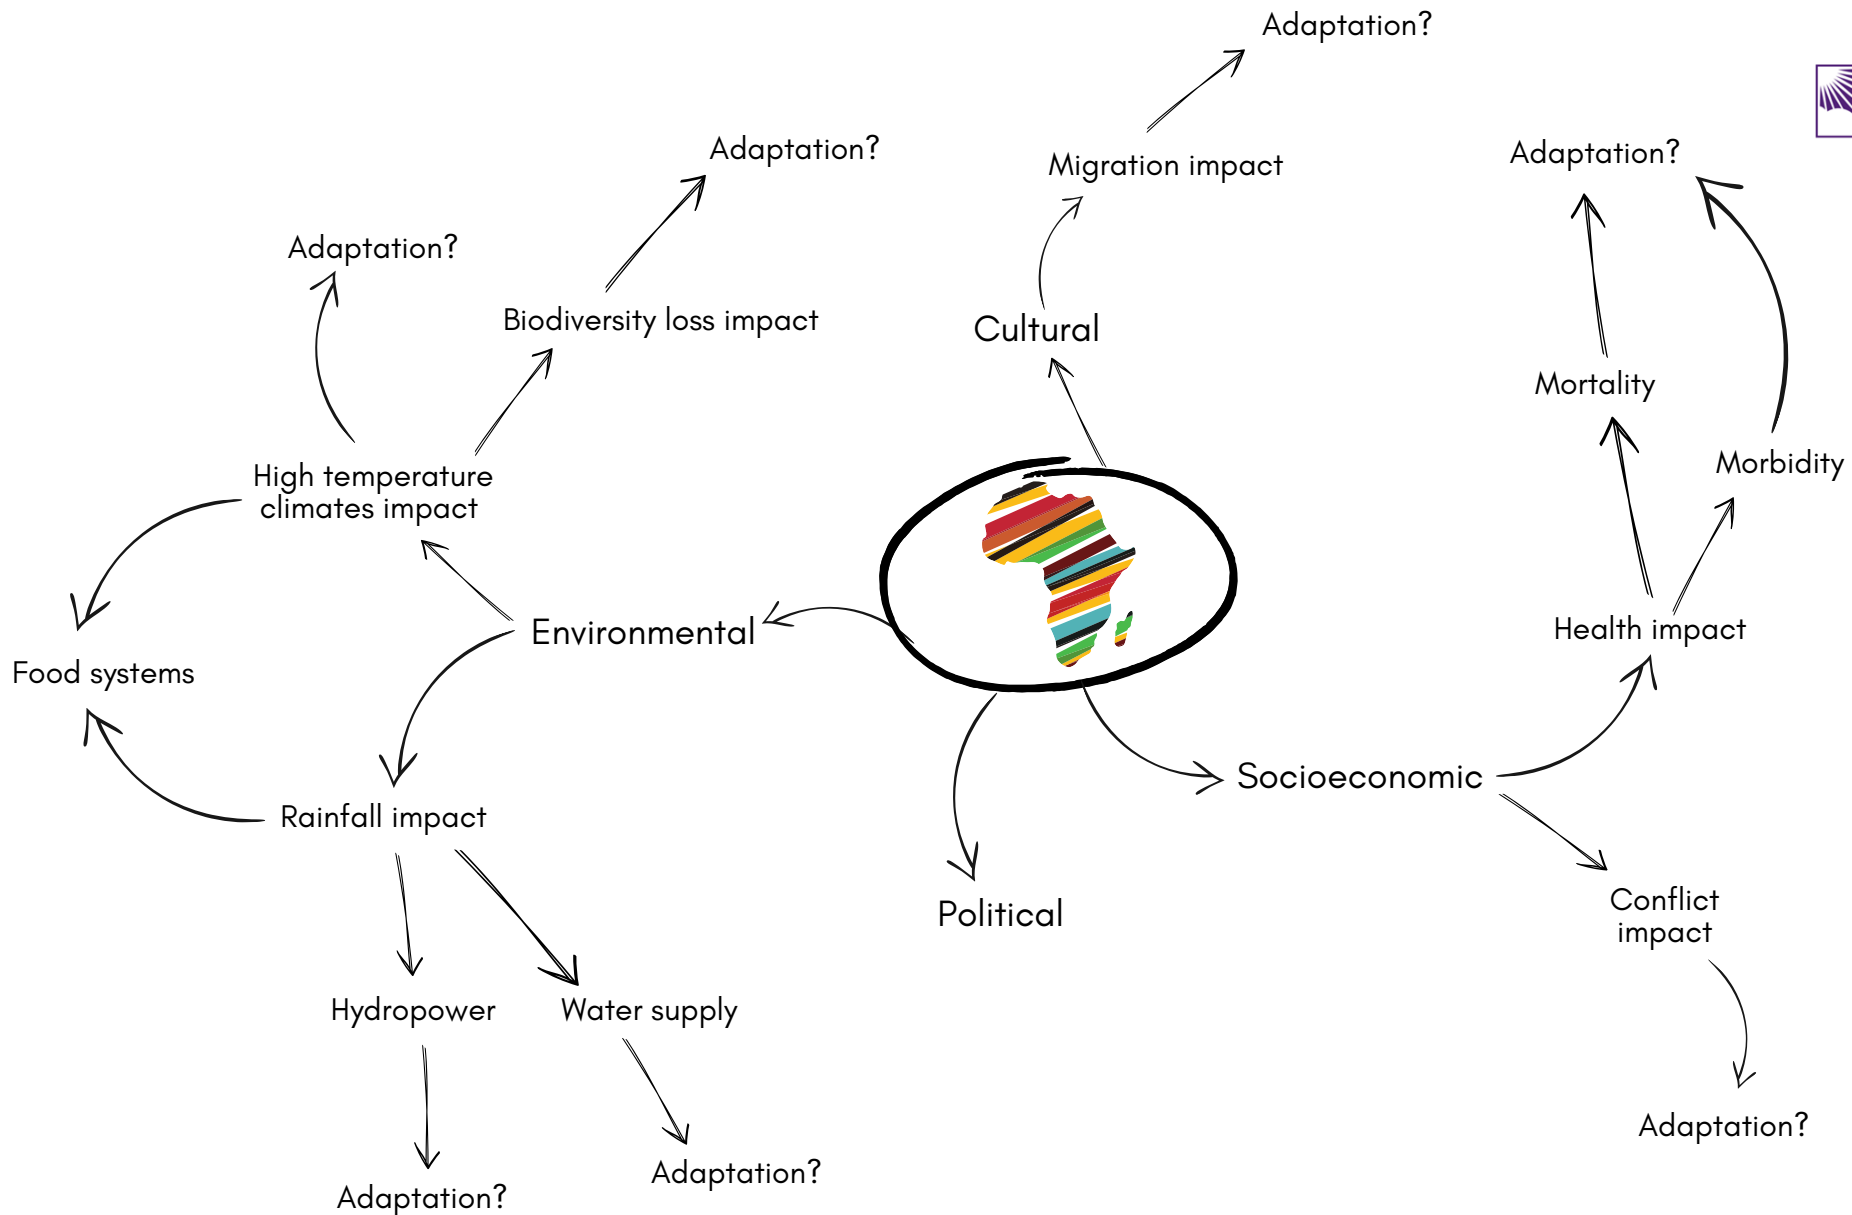 Adaptation?
Adaptation?
Migration impact
Adaptation?
Adaptation?
Biodiversity loss impact
Cultural
Mortality
Morbidity
High temperature
climates impact
Environmental
Health impact
Food systems
Socioeconomic
Rainfall impact
Political
Conflict
impact
Hydropower
Water supply
Adaptation?
Adaptation?
Adaptation?